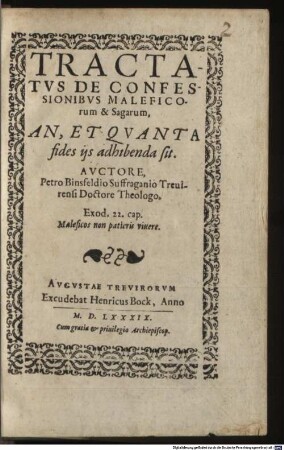 2
TRACTA-
TVS DE CONFES-
SIONIBVS MALEFICO-
rum & Sagarum,
AN, ET QVANTA
fides ijs adhibenda sit.
AVCTORE,
Petro Binsfeldio Suffraganio Treui-
rensi Doctore Theologo,
Exod. 22. cap.
Maleficos non patieris viuere.
AVGVSTAE TREVIRORVM
Excudebat Henricus Bock, Anno
M. D. LXXXIX.
Cum gratia & priuilegio Archiepiscop.